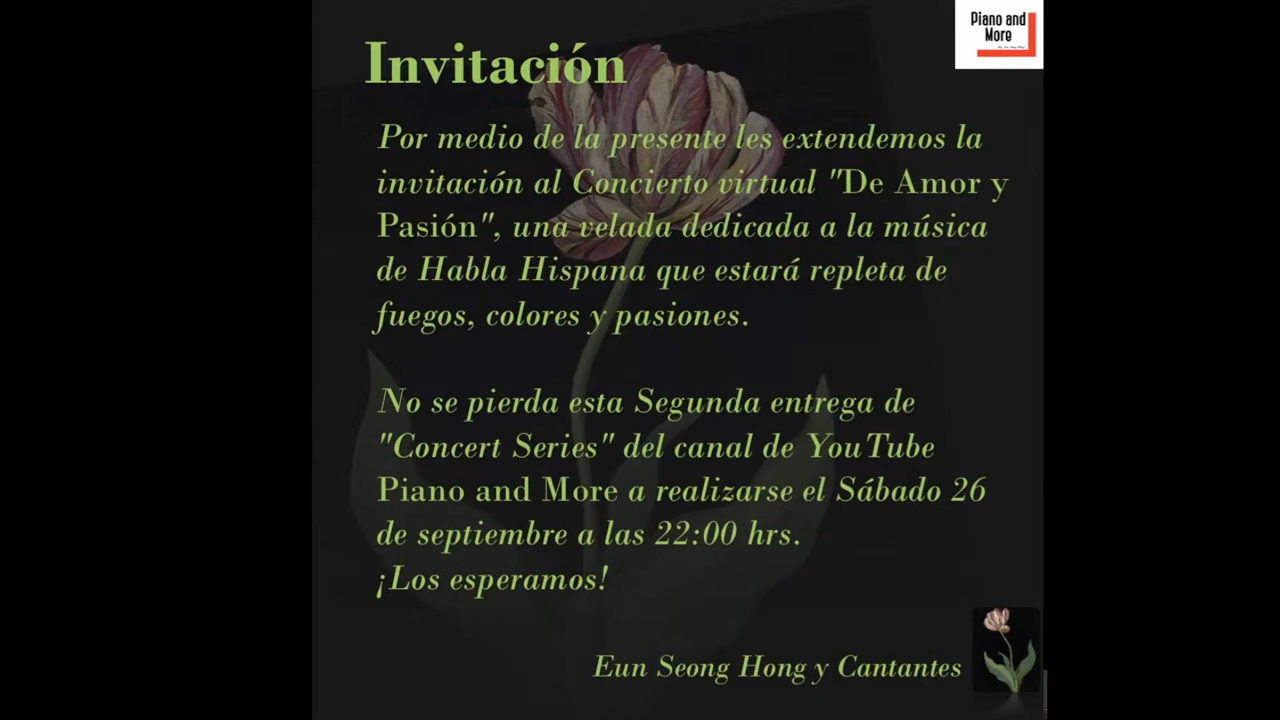 Piano and
More
Invitación
Por medio de la presente les extendemos la
invitación al Concierto virtual "De Amor y
Pasión", una velada dedicada a la música
de Habla Hispana que estará repleta de
fuegos, colores y pasiones.
No se pierda esta Segunda entrega de
"Concert Series" del canal de YouTube
Piano and More a realizarse el Sábado 26
de septiembre a las 22:00 hrs.
¡Los esperamos!
Eun Seong Hong y Cantantes